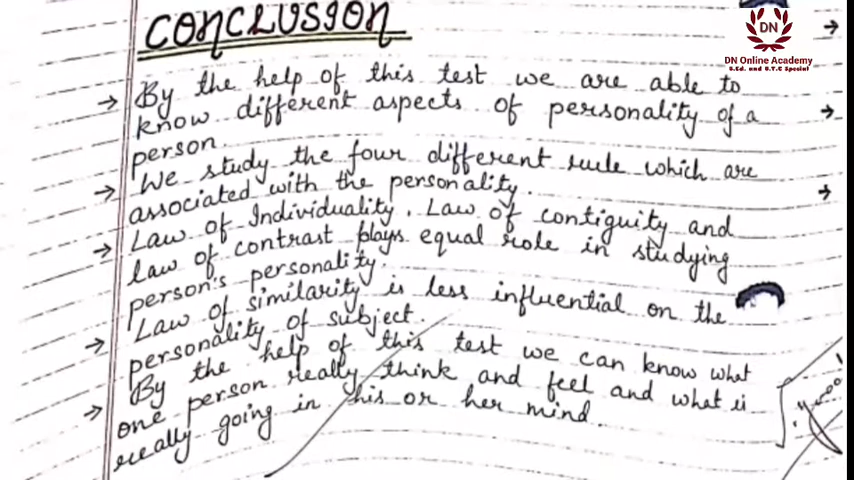 CONCLUSION
DN
DN Online Academy
B.Ed. and B.T.C Special
→ By the help of this test we are able to
know different aspects of personality of a
person.
→ We study the four different rule which are
associated with the personality.
→ Law of Individuality, Law of contiguity and
law of contrast plays equal role in studying
person's personality.
→ Law of similarity is less influential on the
personality of subject.
→ By the help of this test we can know what
one person really think and feel and what is
really going in his or her mind.